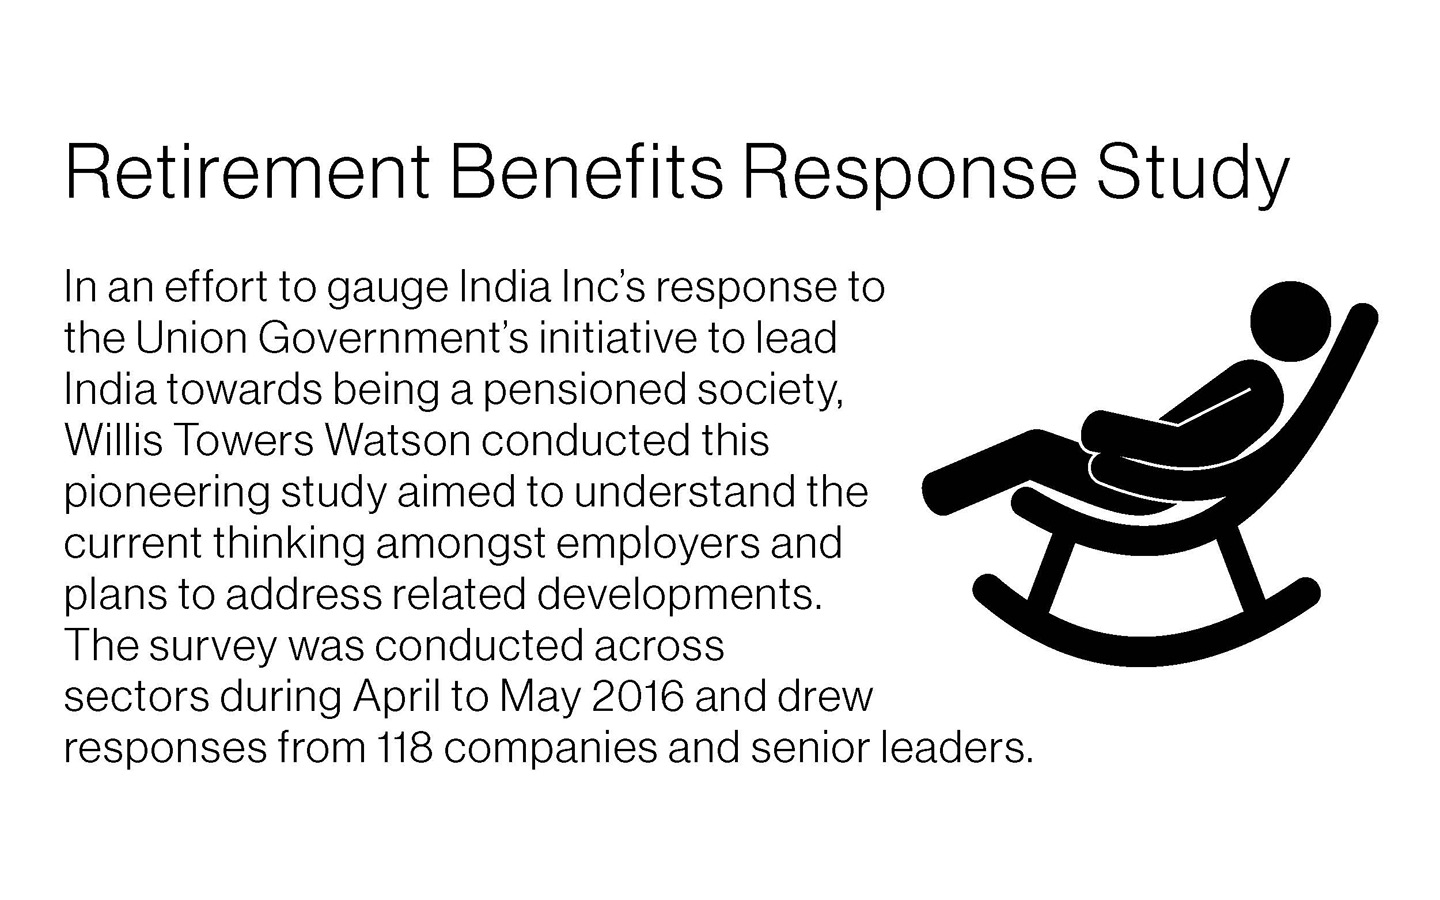 Retirement Benefits Response Study
In an effort to gauge India Inc’s response to
the Union Government’s initiative to lead
India towards being a pensioned society,
Willis Towers Watson conducted this
pioneering study aimed to understand the
current thinking amongst employers and
plans to address related developments.
The survey was conducted across
sectors during April to May 2016 and drew
responses from 118 companies and senior leaders.